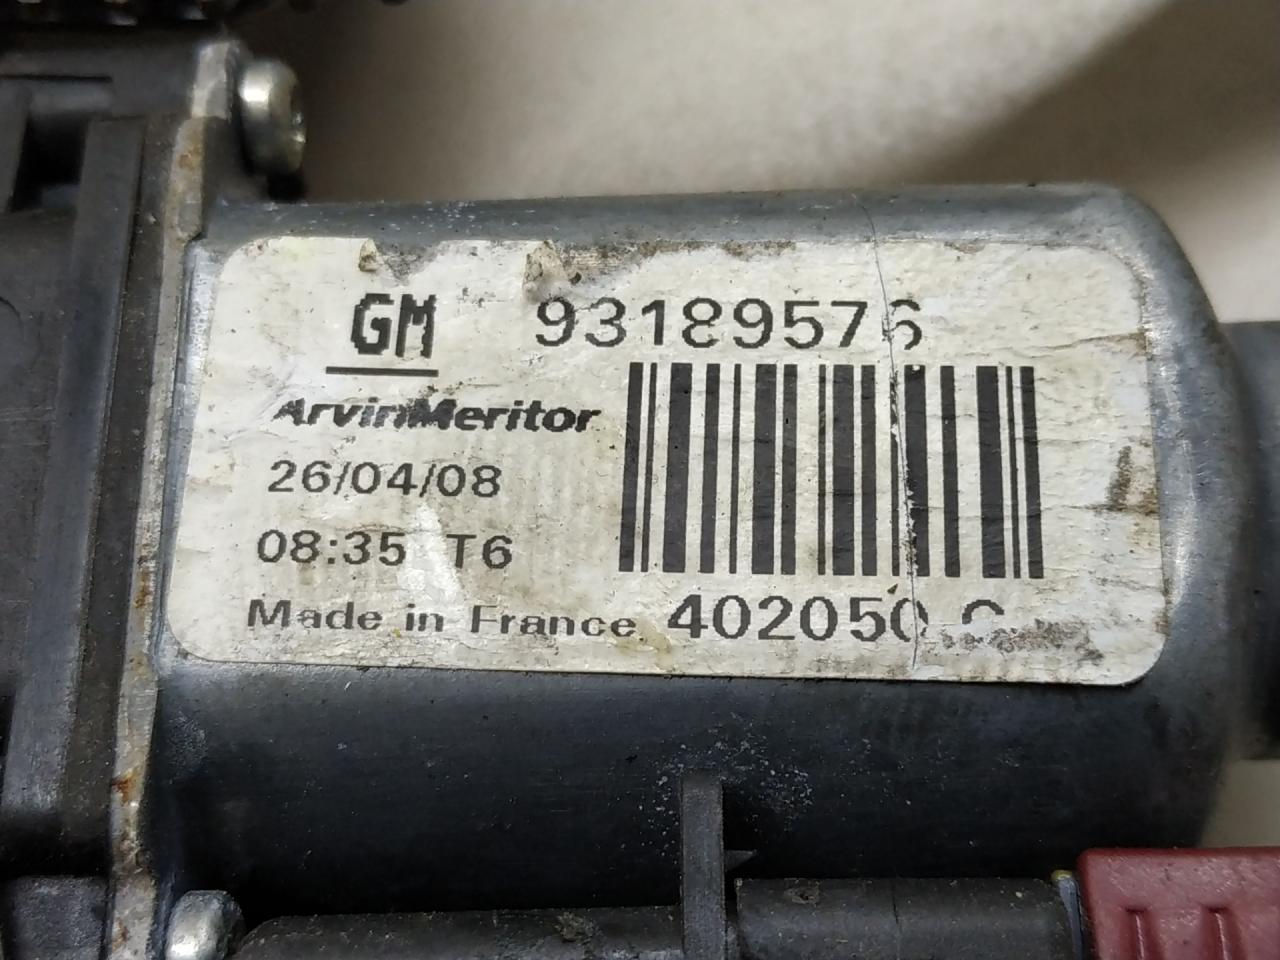 GM 93189576
ArvinMeritor
26/04/08
08:35 T6
Made in France 402050 C